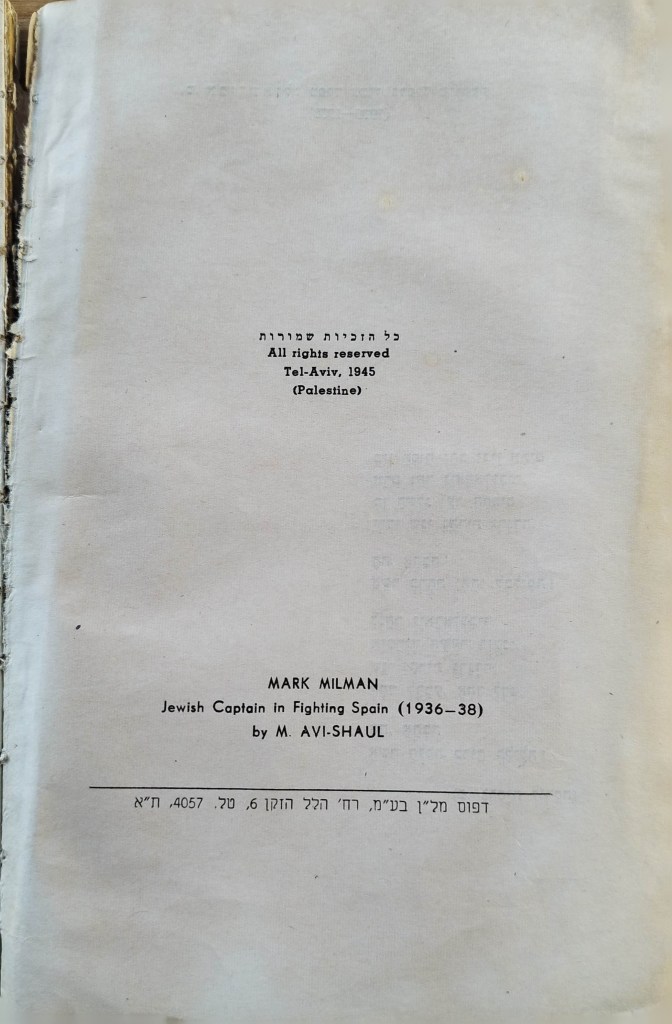 כל הזכיות שמורות
All rights reserved
Tel-Aviv, 1945
(Palestine)
MARK MILMAN
Jewish Captain in Fighting Spain (1936–38)
by M. AVI-SHAUL
דפוס מל״ן בע״מ, רח׳ הלל הזקן 6, טל. 4057, ת״א